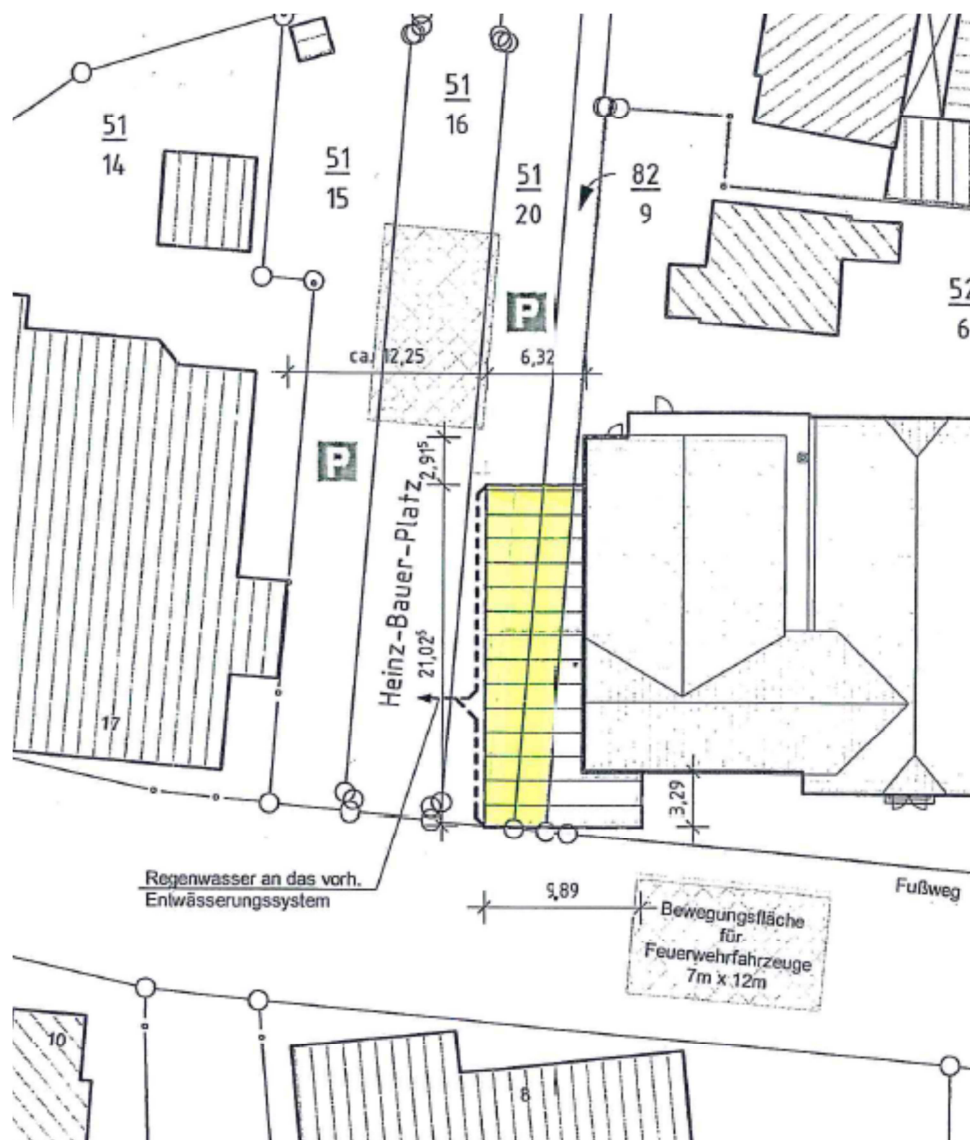 51
16
51
14
51
15
51
20
82
9
52
6
P
ca. 12,25
6,32
P
2,91⁵
Heinz-Bauer-Platz
21,02⁵
17
3,29
Regenwasser an das vorh.
Entwässerungssystem
9,89
Fußweg
Bewegungsfläche
für
Feuerwehrfahrzeuge
7m x 12m
10
8